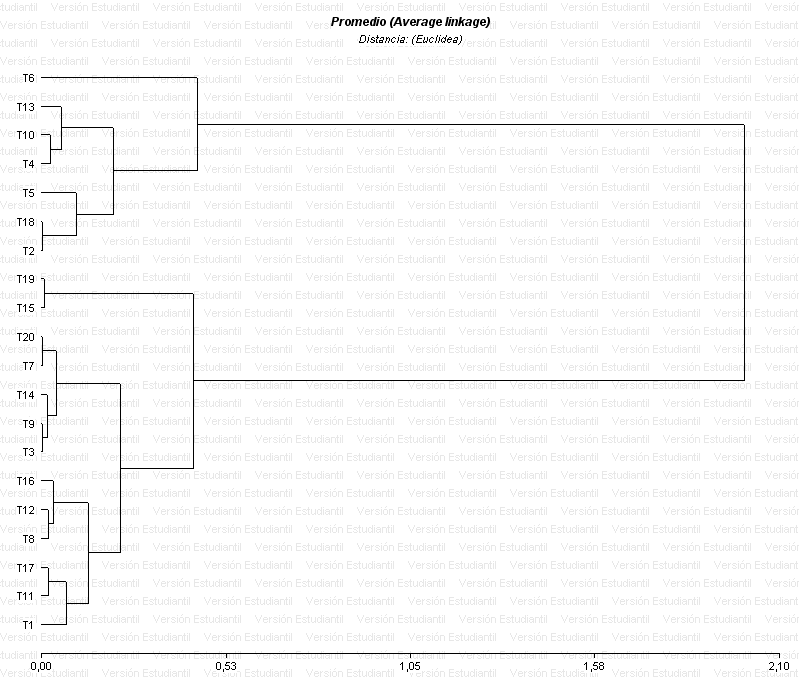 Promedio (Average linkage)
Distancia: (Euclídea)
T6
T13
T10
T4
T5
T18
T2
T19
T15
T20
T7
T14
T9
T3
T16
T12
T8
T17
T11
T1
0,00 0,53 1,05 1,58 2,10
Versión Estudiantil